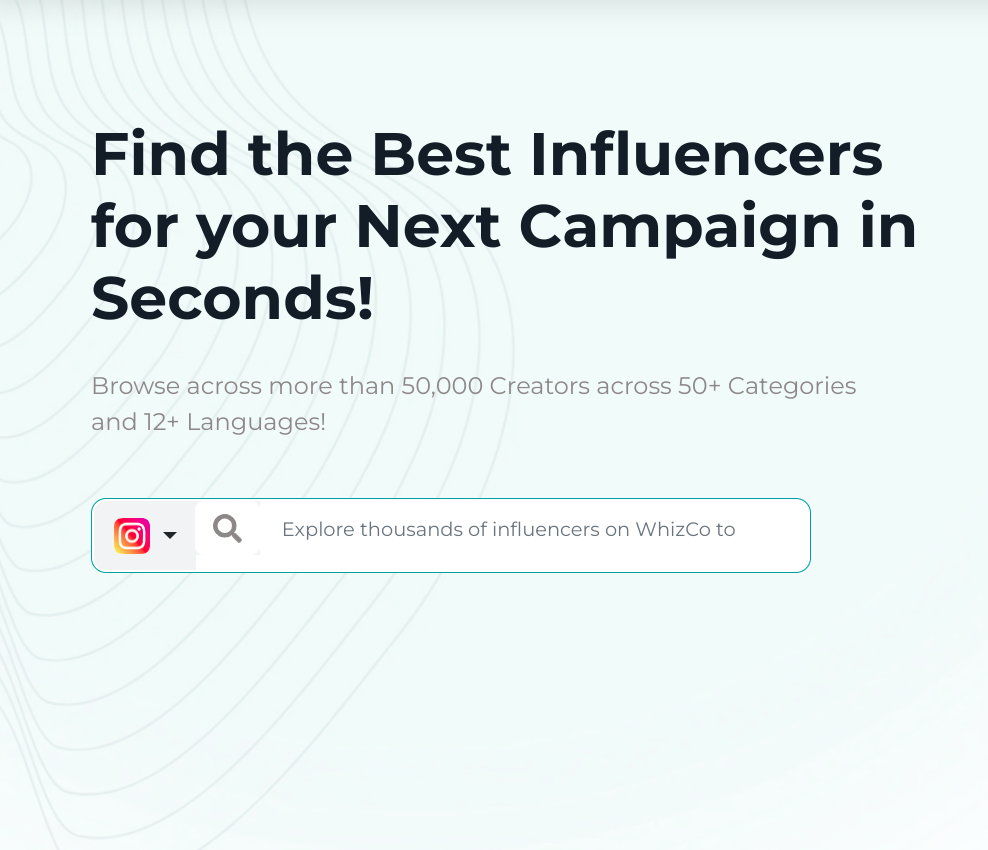 Find the Best Influencers
for your Next Campaign in
Seconds!
Browse across more than 50,000 Creators across 50+ Categories
and 12+ Languages!
Explore thousands of influencers on WhizCo to